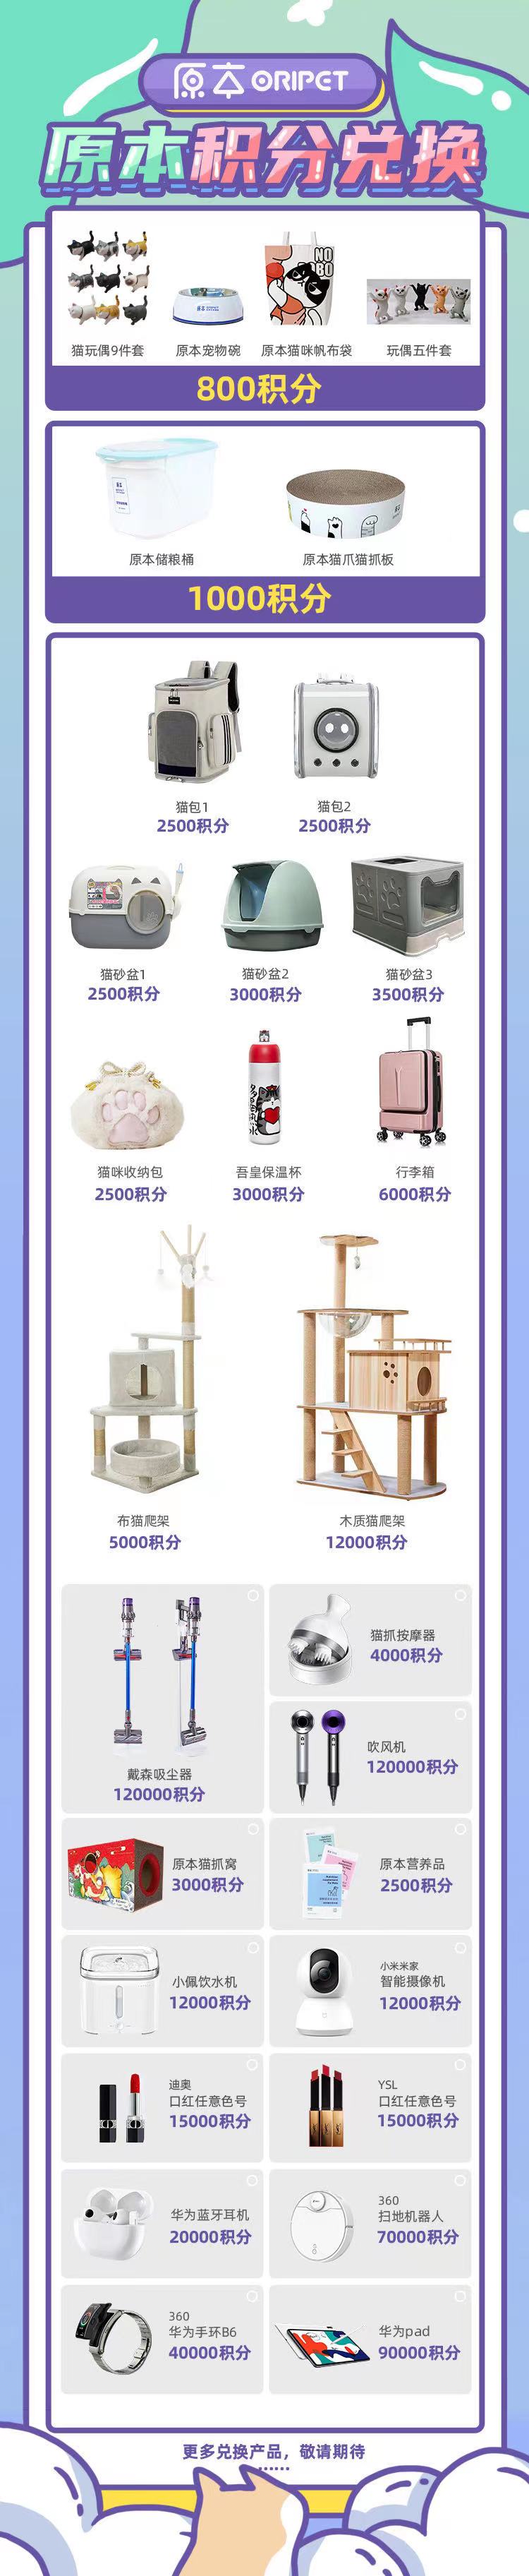 原本 ORIPET
原本积分兑换
NO
BO
原本
猫玩偶9件套 原本宠物碗 原本猫咪帆布袋 玩偶五件套
800积分
原本储粮桶 原本猫爪猫抓板
1000积分
猫包1 猫包2
2500积分 2500积分
猫砂盆1 猫砂盆2 猫砂盆3
2500积分 3000积分 3500积分
猫咪收纳包 吾皇保温杯 行李箱
2500积分 3000积分 6000积分
布猫爬架 木质猫爬架
5000积分 12000积分
戴森吸尘器
120000积分
猫抓按摩器
4000积分
吹风机
120000积分
原本猫抓窝
3000积分
原本营养品
2500积分
小佩饮水机
12000积分
小米米家
智能摄像机
12000积分
迪奥
口红任意色号
15000积分
YSL
口红任意色号
15000积分
华为蓝牙耳机
20000积分
360
扫地机器人
70000积分
360
华为手环B6
40000积分
华为pad
90000积分
更多兑换产品，敬请期待
······